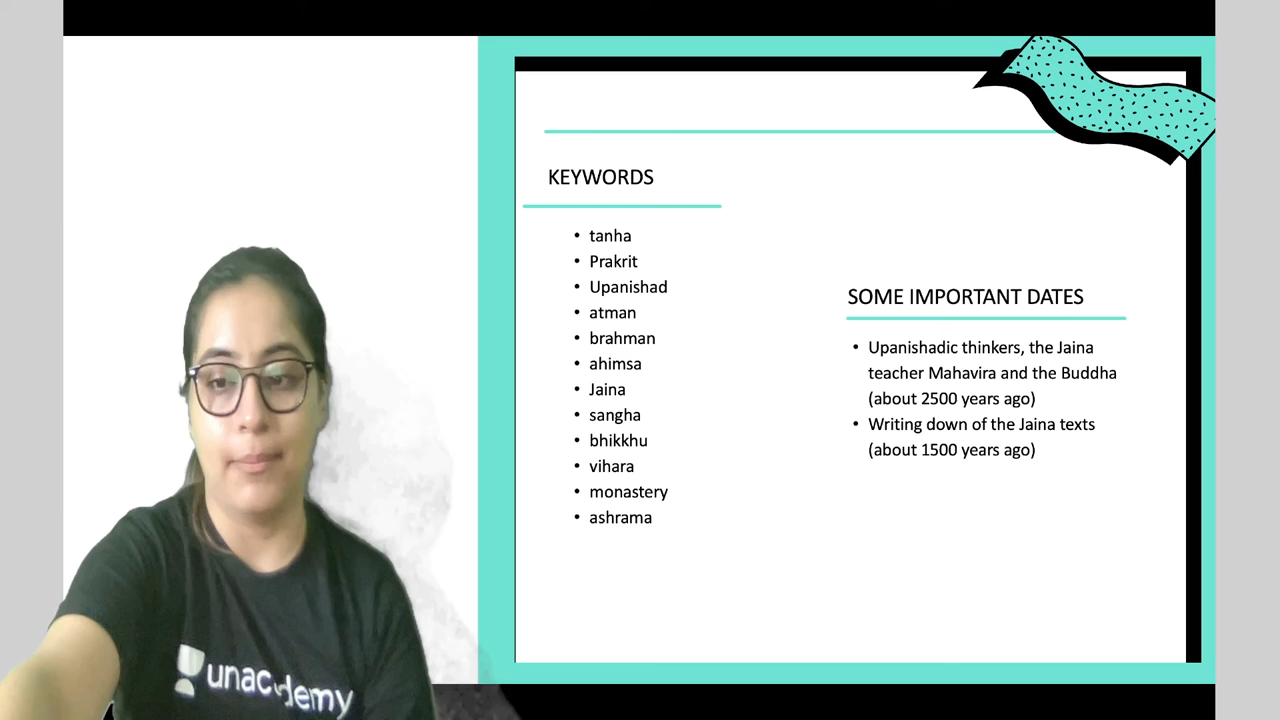 KEYWORDS
• tanha
• Prakrit
• Upanishad
• atman
• brahman
• ahimsa
• Jaina
• sangha
• bhikkhu
• vihara
• monastery
• ashrama
SOME IMPORTANT DATES
• Upanishadic thinkers, the Jaina
teacher Mahavira and the Buddha
(about 2500 years ago)
• Writing down of the Jaina texts
(about 1500 years ago)
unacademy